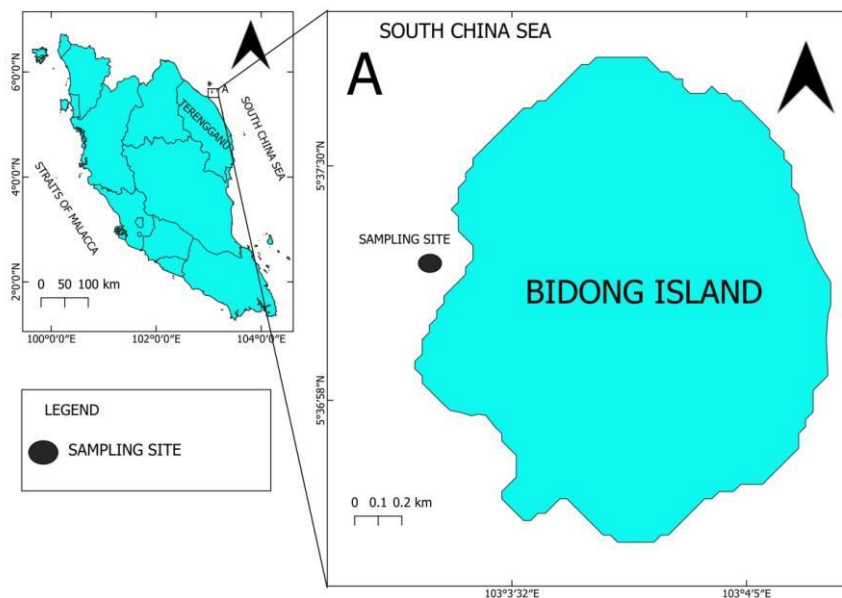 6°0'0"N
4°0'0"N
2°0'0"N
100°0'0"E
102°0'0"E
104°0'0"E
A
TERENGGANU
SOUTH CHINA SEA
STRAITS OF MALACCA
0 50 100 km
LEGEND
SAMPLING SITE
SOUTH CHINA SEA
A
5°37'30"N
SAMPLING SITE
BIDONG ISLAND
5°36'58"N
0 0.1 0.2 km
103°3'32"E
103°4'5"E